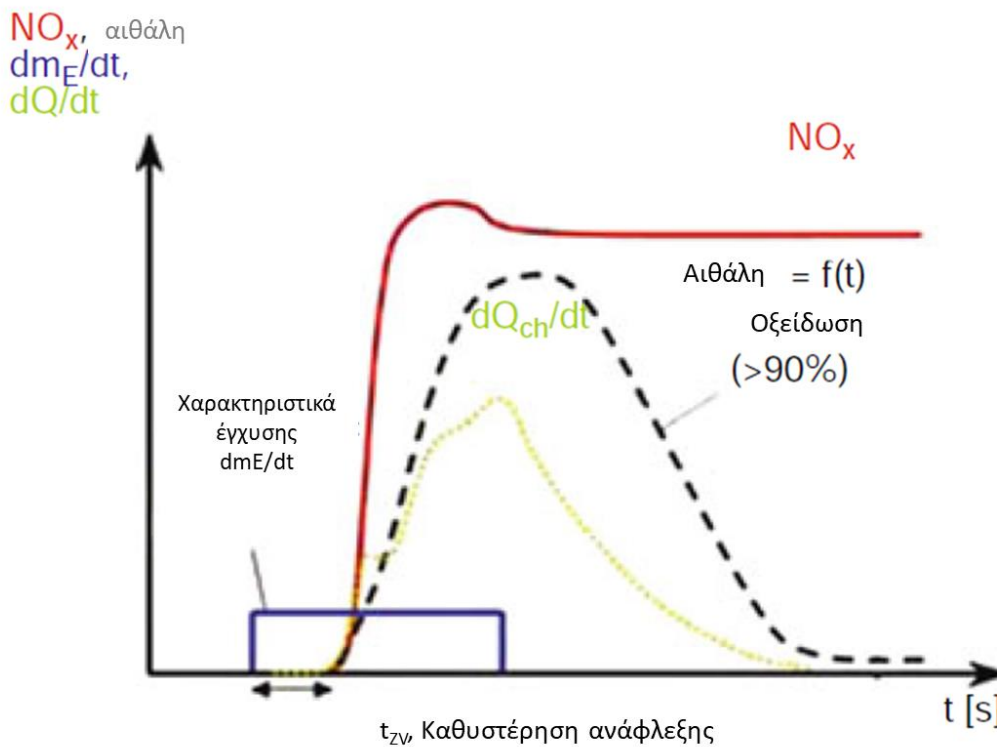 NOx, αιθάλη
dmE/dt,
dQ/dt
NOx
Αιθάλη = f(t)
dQch/dt
Οξείδωση
(>90%)
Χαρακτηριστικά
έγχυσης
dmE/dt
t [s]
tZV, Καθυστέρηση ανάφλεξης